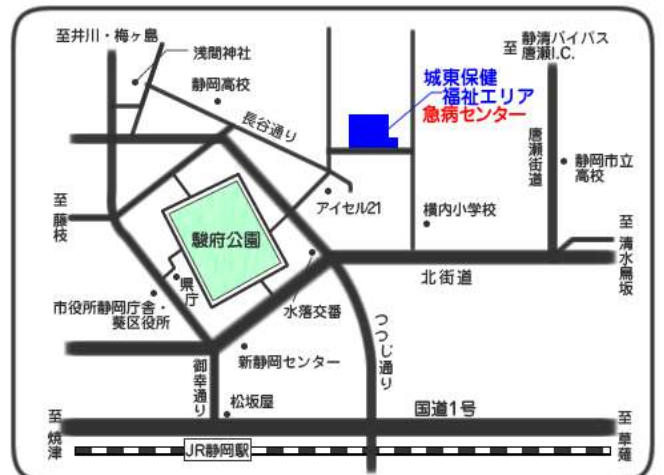 至井川・梅ヶ島
浅間神社
静岡高校
長谷通り
城東保健
福祉エリア
急病センター
至 静清バイパス
唐瀬I.C.
唐瀬街道
静岡市立
高校
至藤枝
アイセル21
横内小学校
至清水鳥坂
駿府公園
県庁
北街道
市役所静岡庁舎・
葵区役所
水落交番
つつじ通り
新静岡センター
御幸通り
松坂屋
国道1号
至焼津
JR静岡駅
至草薙